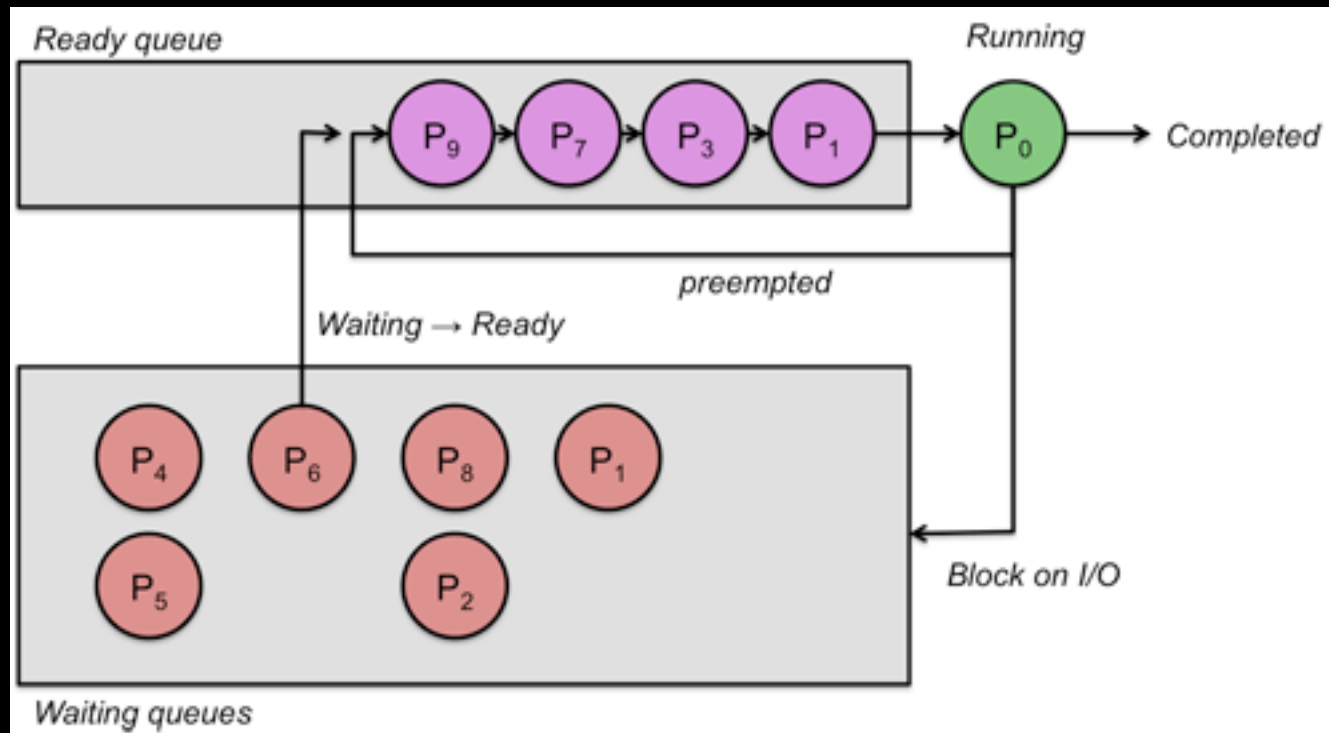 Ready queue
Running
P9 P7 P3 P1 P0 Completed
preempted
Waiting → Ready
P4 P6 P8 P1
P5 P2
Block on I/O
Waiting queues